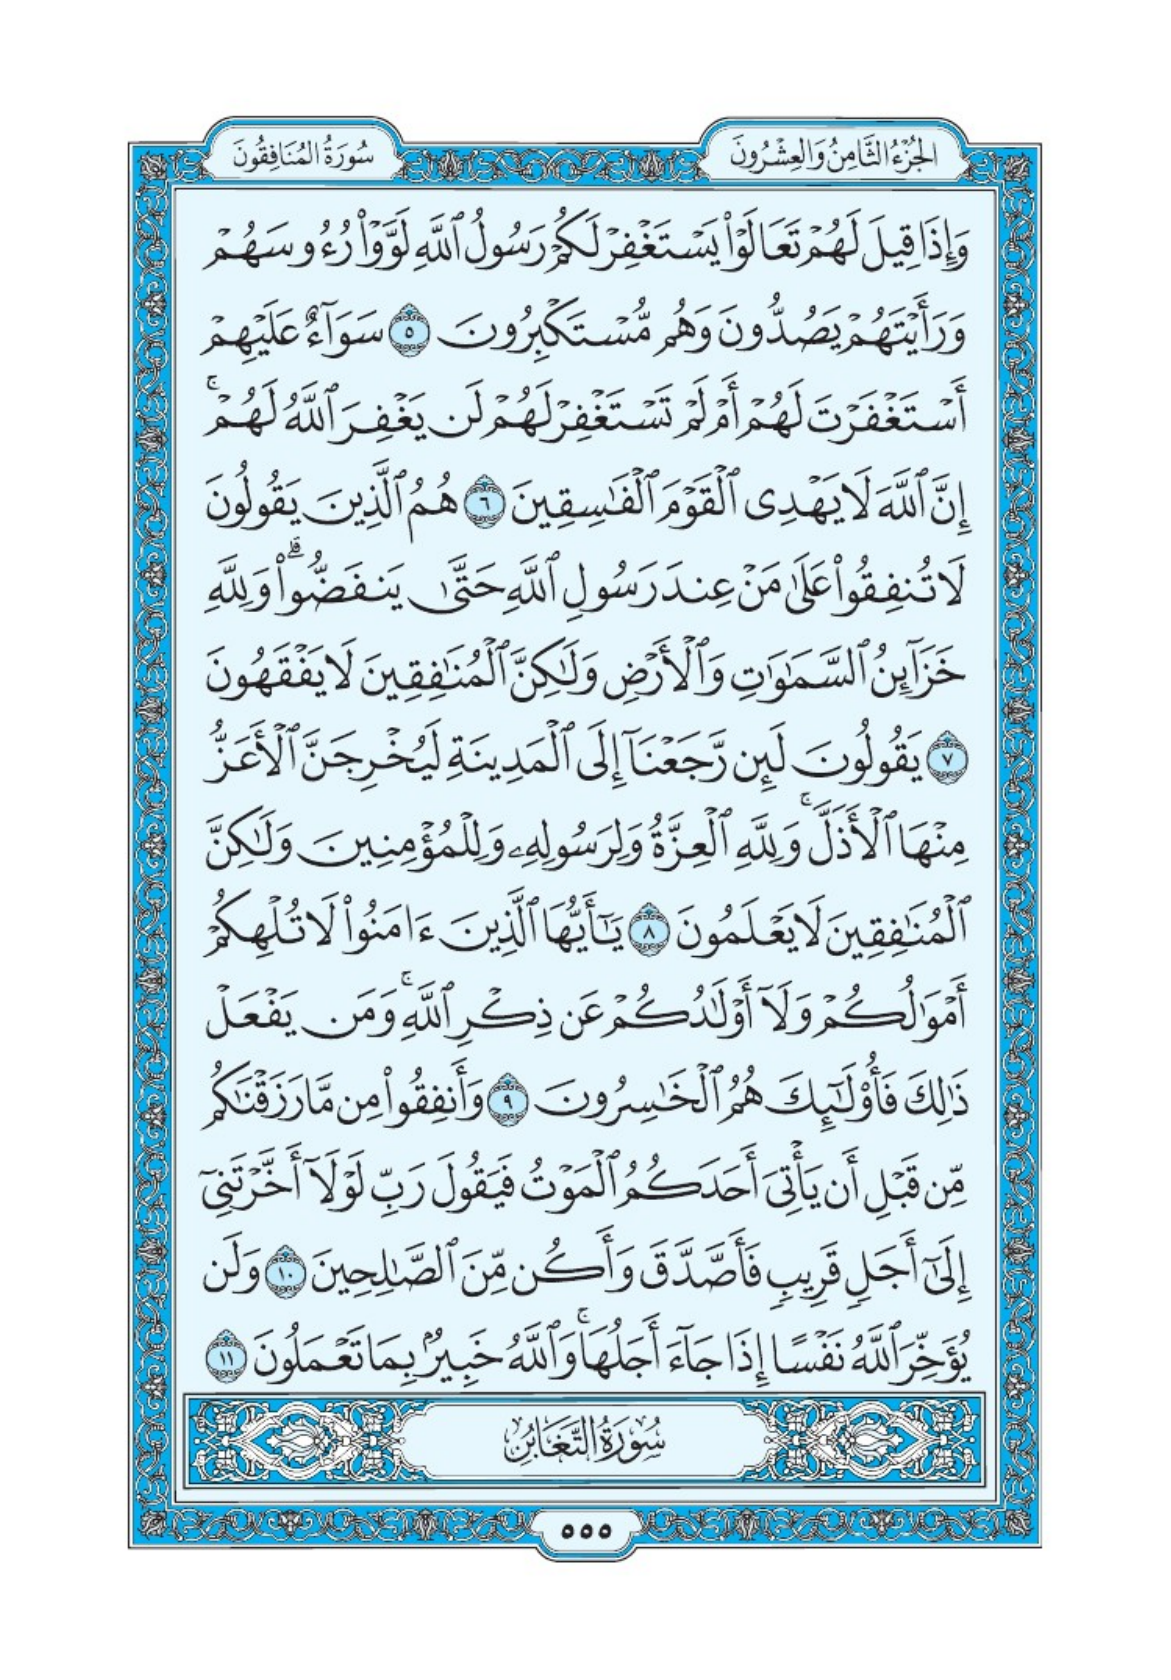 الجُزْءُ الثَّامِنُ وَالعِشْرُونَ
سُورَةُ المُنَافِقُونَ
وَإِذَا قِيلَ لَهُمْ تَعَالَوْا۟ يَسْتَغْفِرْ لَكُمْ رَسُولُ ٱللَّهِ لَوَّوْا۟ رُءُوسَهُمْ
وَرَأَيْتَهُمْ يَصُدُّونَ وَهُم مُّسْتَكْبِرُونَ ٥ سَوَآءٌ عَلَيْهِمْ
أَسْتَغْفَرْتَ لَهُمْ أَمْ لَمْ تَسْتَغْفِرْ لَهُمْ لَن يَغْفِرَ ٱللَّهُ لَهُمْ ۚ
إِنَّ ٱللَّهَ لَا يَهْدِى ٱلْقَوْمَ ٱلْفَـٰسِقِينَ ٦ هُمُ ٱلَّذِينَ يَقُولُونَ
لَا تُنفِقُوا۟ عَلَىٰ مَنْ عِندَ رَسُولِ ٱللَّهِ حَتَّىٰ يَنفَضُّوا۟ ۗ وَلِلَّهِ
خَزَآئِنُ ٱلسَّمَـٰوَٰتِ وَٱلْأَرْضِ وَلَـٰكِنَّ ٱلْمُنَـٰفِقِينَ لَا يَفْقَهُونَ
٧ يَقُولُونَ لَئِن رَّجَعْنَآ إِلَى ٱلْمَدِينَةِ لَيُخْرِجَنَّ ٱلْأَعَزُّ
مِنْهَا ٱلْأَذَلَّ ۚ وَلِلَّهِ ٱلْعِزَّةُ وَلِرَسُولِهِۦ وَلِلْمُؤْمِنِينَ وَلَـٰكِنَّ
ٱلْمُنَـٰفِقِينَ لَا يَعْلَمُونَ ٨ يَـٰٓأَيُّهَا ٱلَّذِينَ ءَامَنُوا۟ لَا تُلْهِكُمْ
أَمْوَٰلُكُمْ وَلَآ أَوْلَـٰدُكُمْ عَن ذِكْرِ ٱللَّهِ ۚ وَمَن يَفْعَلْ
ذَٰلِكَ فَأُو۟لَـٰٓئِكَ هُمُ ٱلْخَـٰسِرُونَ ٩ وَأَنفِقُوا۟ مِن مَّا رَزَقْنَـٰكُم
مِّن قَبْلِ أَن يَأْتِىَ أَحَدَكُمُ ٱلْمَوْتُ فَيَقُولَ رَبِّ لَوْلَآ أَخَّرْتَنِىٓ
إِلَىٰٓ أَجَلٍ قَرِيبٍ فَأَصَّدَّقَ وَأَكُن مِّنَ ٱلصَّـٰلِحِينَ ١٠ وَلَن
يُؤَخِّرَ ٱللَّهُ نَفْسًا إِذَا جَآءَ أَجَلُهَا ۚ وَٱللَّهُ خَبِيرٌۢ بِمَا تَعْمَلُونَ ١١
سُورَةُ التَّغَابُنِ
٥٥٥